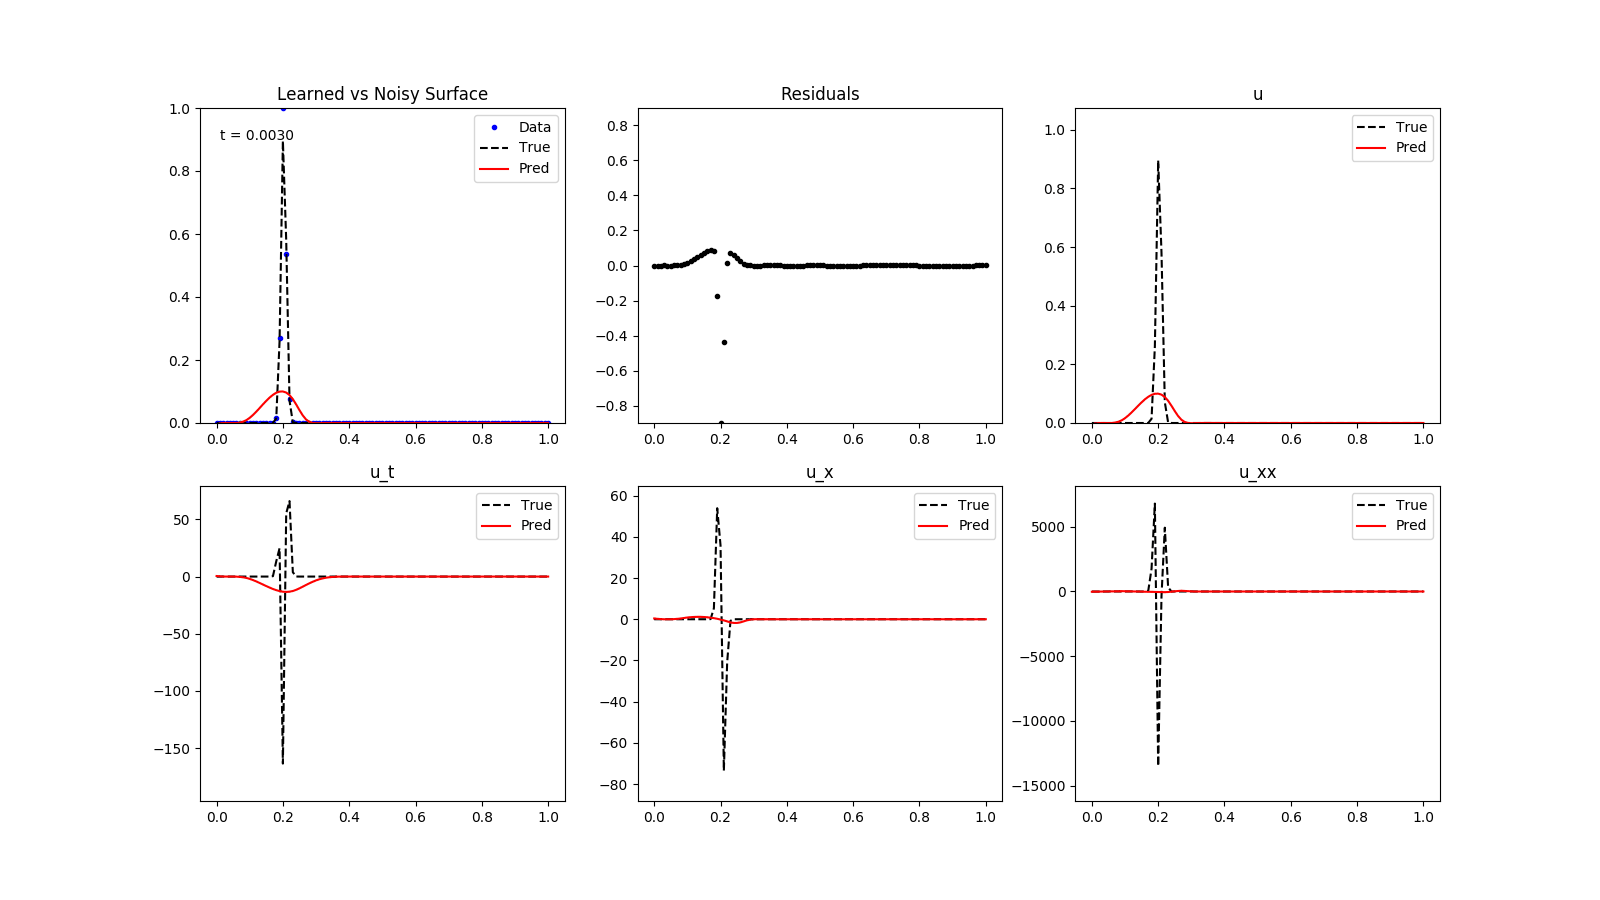 Learned vs Noisy Surface
1.0
0.8
0.6
0.4
0.2
0.0
t = 0.0030
Data
True
Pred
0.0 0.2 0.4 0.6 0.8 1.0
Residuals
0.8
0.6
0.4
0.2
0.0
−0.2
−0.4
−0.6
−0.8
0.0 0.2 0.4 0.6 0.8 1.0
u
1.0
0.8
0.6
0.4
0.2
0.0
True
Pred
0.0 0.2 0.4 0.6 0.8 1.0
u_t
50
0
−50
−100
−150
True
Pred
0.0 0.2 0.4 0.6 0.8 1.0
u_x
60
40
20
0
−20
−40
−60
−80
True
Pred
0.0 0.2 0.4 0.6 0.8 1.0
u_xx
5000
0
−5000
−10000
−15000
True
Pred
0.0 0.2 0.4 0.6 0.8 1.0